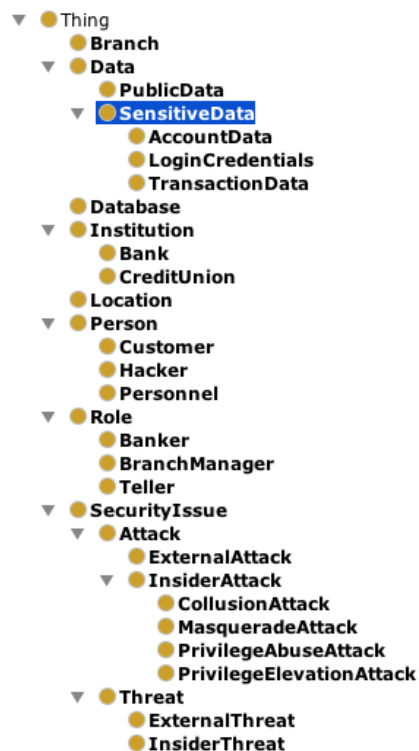 Thing
Branch
Data
PublicData
SensitiveData
AccountData
LoginCredentials
TransactionData
Database
Institution
Bank
CreditUnion
Location
Person
Customer
Hacker
Personnel
Role
Banker
BranchManager
Teller
SecurityIssue
Attack
ExternalAttack
InsiderAttack
CollusionAttack
MasqueradeAttack
PrivilegeAbuseAttack
PrivilegeElevationAttack
Threat
ExternalThreat
InsiderThreat